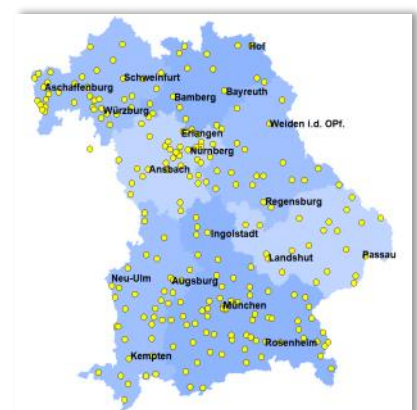 Hof
Schweinfurt
Aschaffenburg
Bayreuth
Bamberg
Würzburg
Weiden i.d. OPf.
Erlangen
Nürnberg
Ansbach
Regensburg
Ingolstadt
Landshut
Passau
Neu-Ulm
Augsburg
München
Rosenheim
Kempten